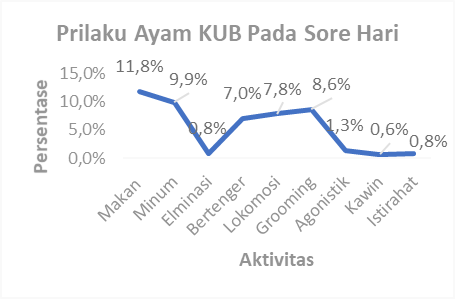 Prilaku Ayam KUB Pada Sore Hari
Persentase
15,0%
10,0%
5,0%
0,0%
11,8%
9,9%
0,8%
7,0%
7,8%
8,6%
1,3%
0,6%
0,8%
Makan
Minum
Elminasi
Bertenger
Lokomosi
Grooming
Agonistik
Kawin
Istirahat
Aktivitas